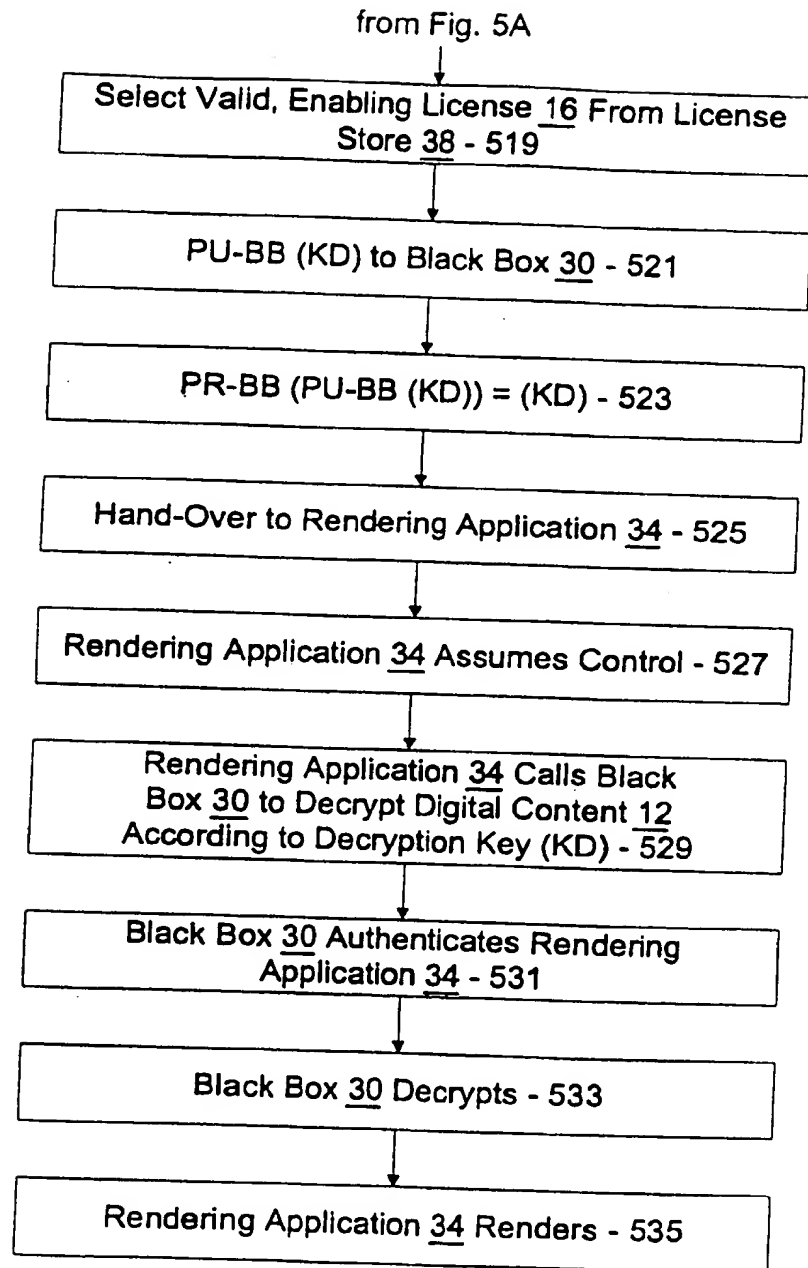 from Fig. 5A
Select Valid, Enabling License 16 From License
Store 38 - 519
PU-BB (KD) to Black Box 30 - 521
PR-BB (PU-BB (KD)) = (KD) - 523
Hand-Over to Rendering Application 34 - 525
Rendering Application 34 Assumes Control - 527
Rendering Application 34 Calls Black
Box 30 to Decrypt Digital Content 12
According to Decryption Key (KD) - 529
Black Box 30 Authenticates Rendering
Application 34 - 531
Black Box 30 Decrypts - 533
Rendering Application 34 Renders - 535